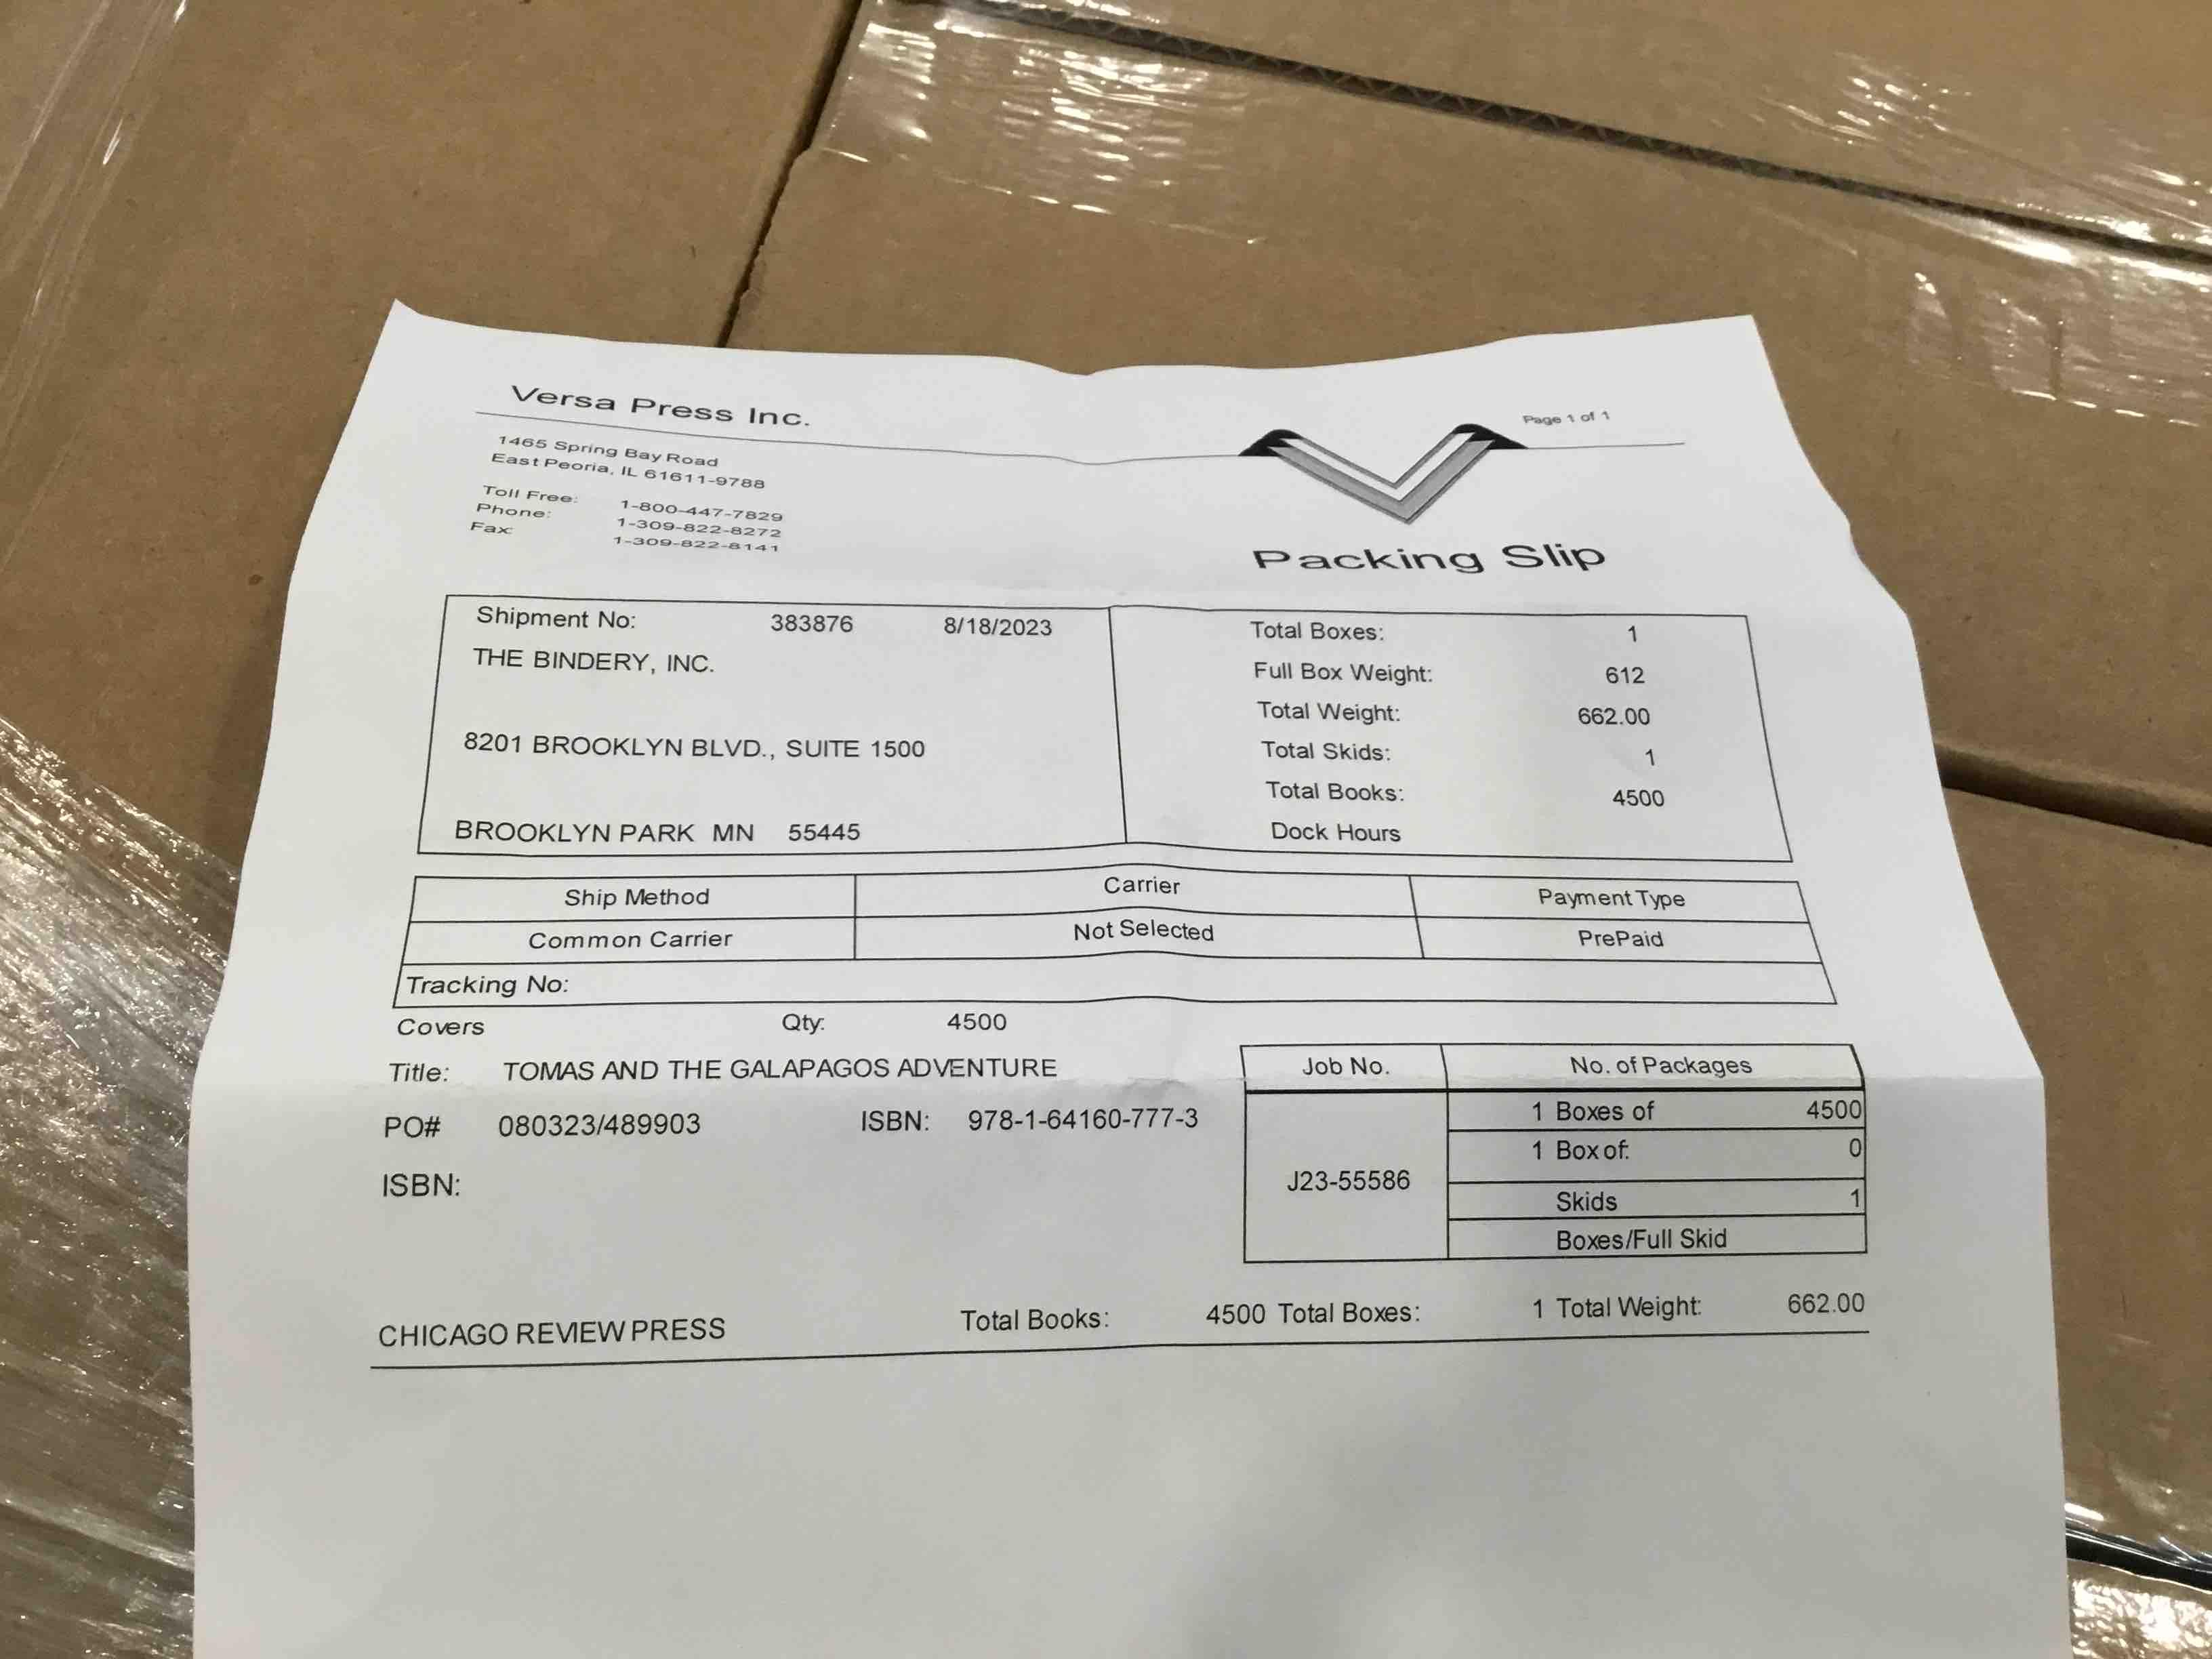 Versa Press Inc.
Page 1 of 1
1465 Spring Bay Road
East Peoria, IL 61611-9788
Toll Free: 1-800-447-7829
Phone: 1-309-822-8272
Fax: 1-309-822-8141
Packing Slip
Shipment No: 383876 8/18/2023
THE BINDERY, INC.
8201 BROOKLYN BLVD., SUITE 1500
BROOKLYN PARK MN 55445
Total Boxes: 1
Full Box Weight: 612
Total Weight: 662.00
Total Skids: 1
Total Books: 4500
Dock Hours
Ship Method Carrier Payment Type
Common Carrier Not Selected PrePaid
Tracking No:
Covers Qty: 4500
Title: TOMAS AND THE GALAPAGOS ADVENTURE
PO# 080323/489903 ISBN: 978-1-64160-777-3
ISBN:
Job No. No. of Packages
J23-55586
1 Boxes of 4500
1 Box of: 0
Skids 1
Boxes/Full Skid
CHICAGO REVIEW PRESS Total Books: 4500 Total Boxes: 1 Total Weight: 662.00